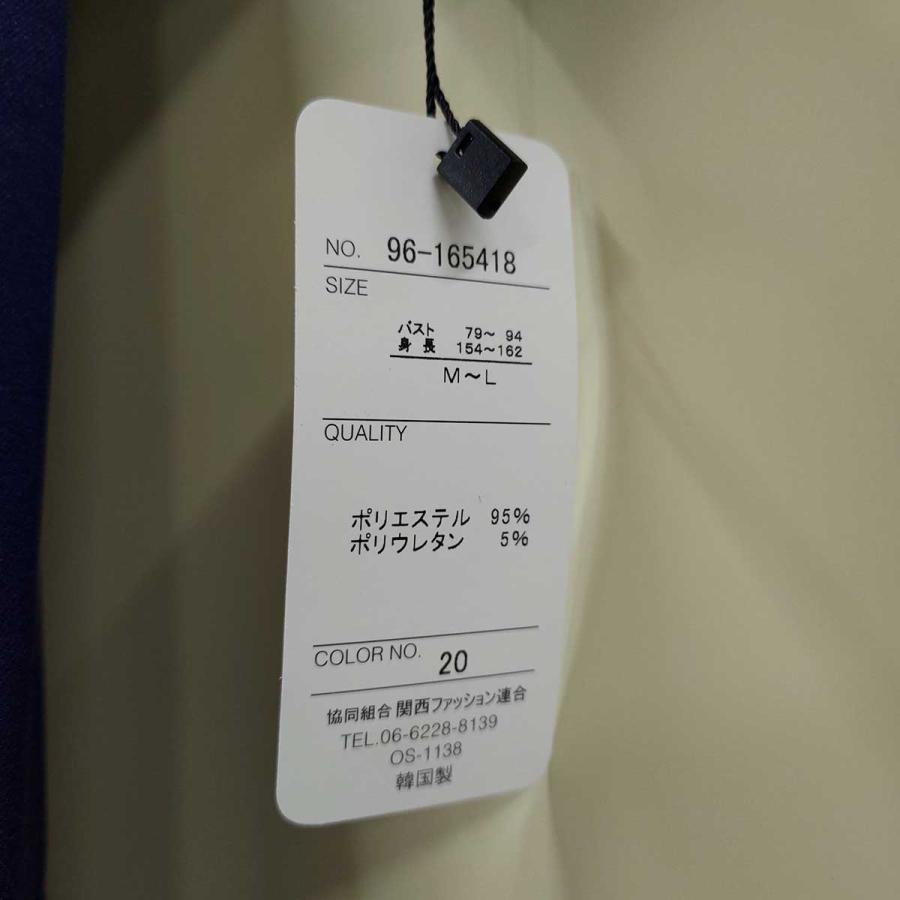 NO. 96-165418
SIZE
バスト 79～ 94
身長 154～162
M～L
QUALITY
ポリエステル 95%
ポリウレタン 5%
COLOR NO. 20
協同組合 関西ファッション連合
TEL.06-6228-8139
OS-1138
韓国製